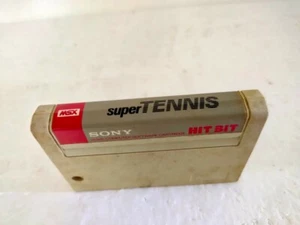 MSX
superTENNIS
SONY
HiT BiT